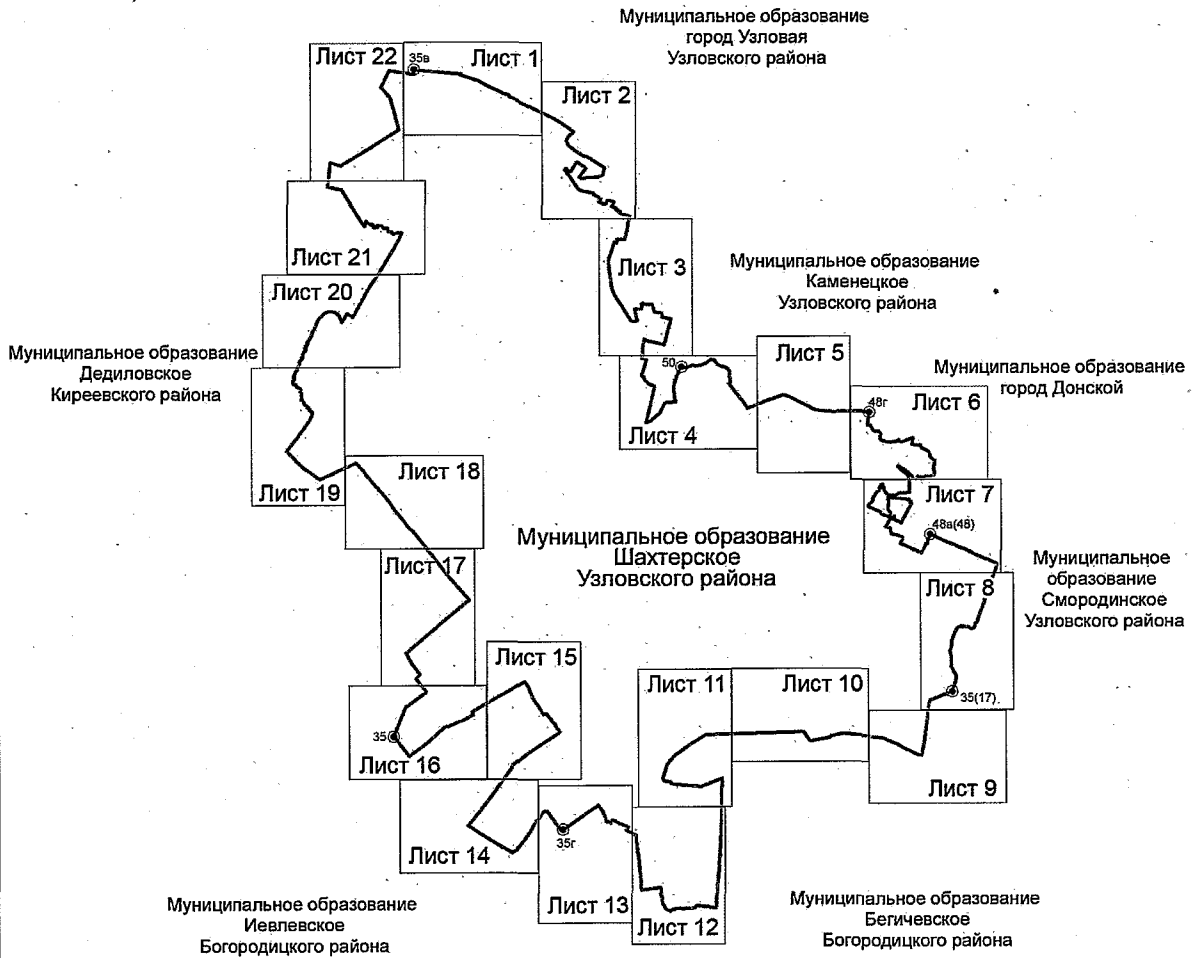 Муниципальное образование
город Узловая
Узловского района
Лист 22
35в
Лист 1
Лист 2
Лист 21
Лист 3
Муниципальное образование
Каменецкое
Узловского района
Лист 20
Муниципальное образование
Дедиловское
Киреевского района
50
Лист 5
Муниципальное образование
город Донской
48г
Лист 6
Лист 4
Лист 19
Лист 18
Лист 7
48в(48)
Муниципальное образование
Шахтерское
Узловского района
Муниципальное
образование
Смородинское
Узловского района
Лист 17
Лист 8
Лист 15
Лист 11
Лист 10
35(17)
35
Лист 16
Лист 9
35г
Лист 14
Лист 13
Лист 12
Муниципальное образование
Иевлевское
Богородицкого района
Муниципальное образование
Бегичевское
Богородицкого района